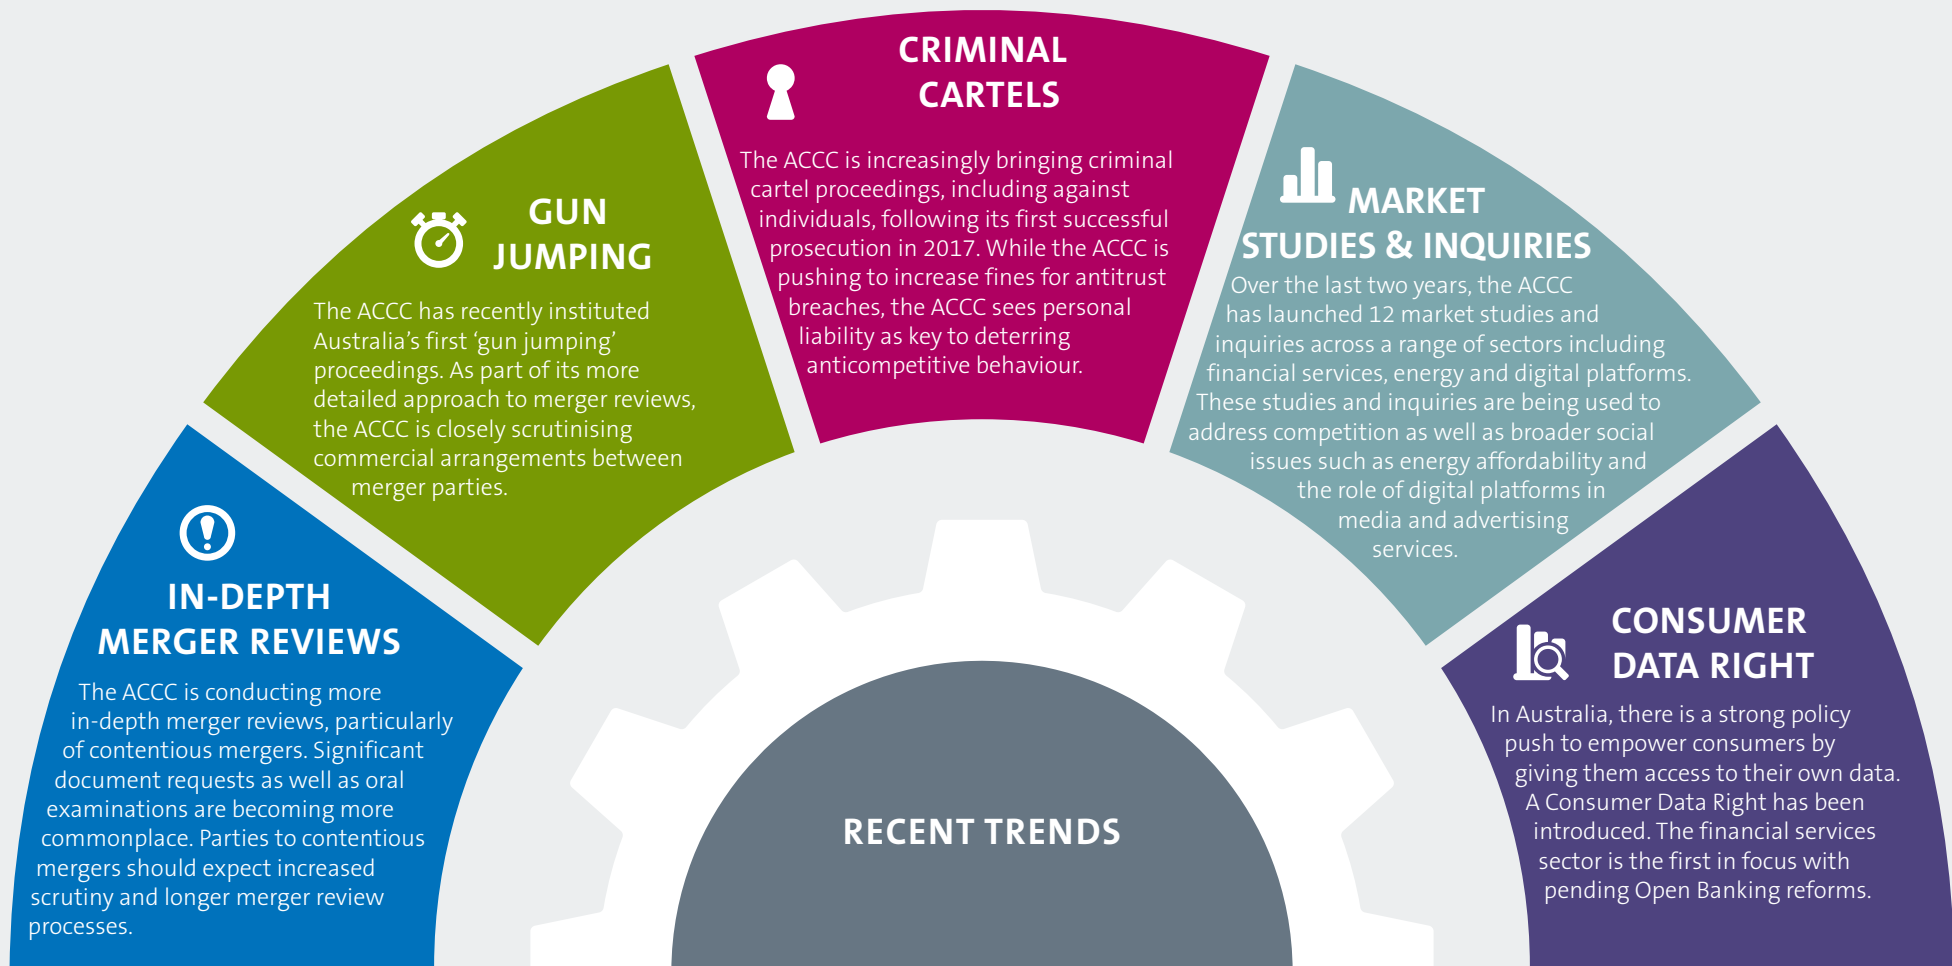 IN-DEPTH
MERGER REVIEWS
The ACCC is conducting more
in-depth merger reviews, particularly
of contentious mergers. Significant
document requests as well as oral
examinations are becoming more
commonplace. Parties to contentious
mergers should expect increased
scrutiny and longer merger review
processes.
GUN
JUMPING
The ACCC has recently instituted
Australia's first ‘gun jumping’
proceedings. As part of its more
detailed approach to merger reviews,
the ACCC is closely scrutinising
commercial arrangements between
merger parties.
CRIMINAL
CARTELS
The ACCC is increasingly bringing criminal
cartel proceedings, including against
individuals, following its first successful
prosecution in 2017. While the ACCC is
pushing to increase fines for antitrust
breaches, the ACCC sees personal
liability as key to deterring
anticompetitive behaviour.
MARKET
STUDIES & INQUIRIES
Over the last two years, the ACCC
has launched 12 market studies and
inquiries across a range of sectors including
financial services, energy and digital platforms.
These studies and inquiries are being used to
address competition as well as broader social
issues such as energy affordability and
the role of digital platforms in
media and advertising
services.
CONSUMER
DATA RIGHT
In Australia, there is a strong policy
push to empower consumers by
giving them access to their own data.
A Consumer Data Right has been
introduced. The financial services
sector is the first in focus with
pending Open Banking reforms.
RECENT TRENDS